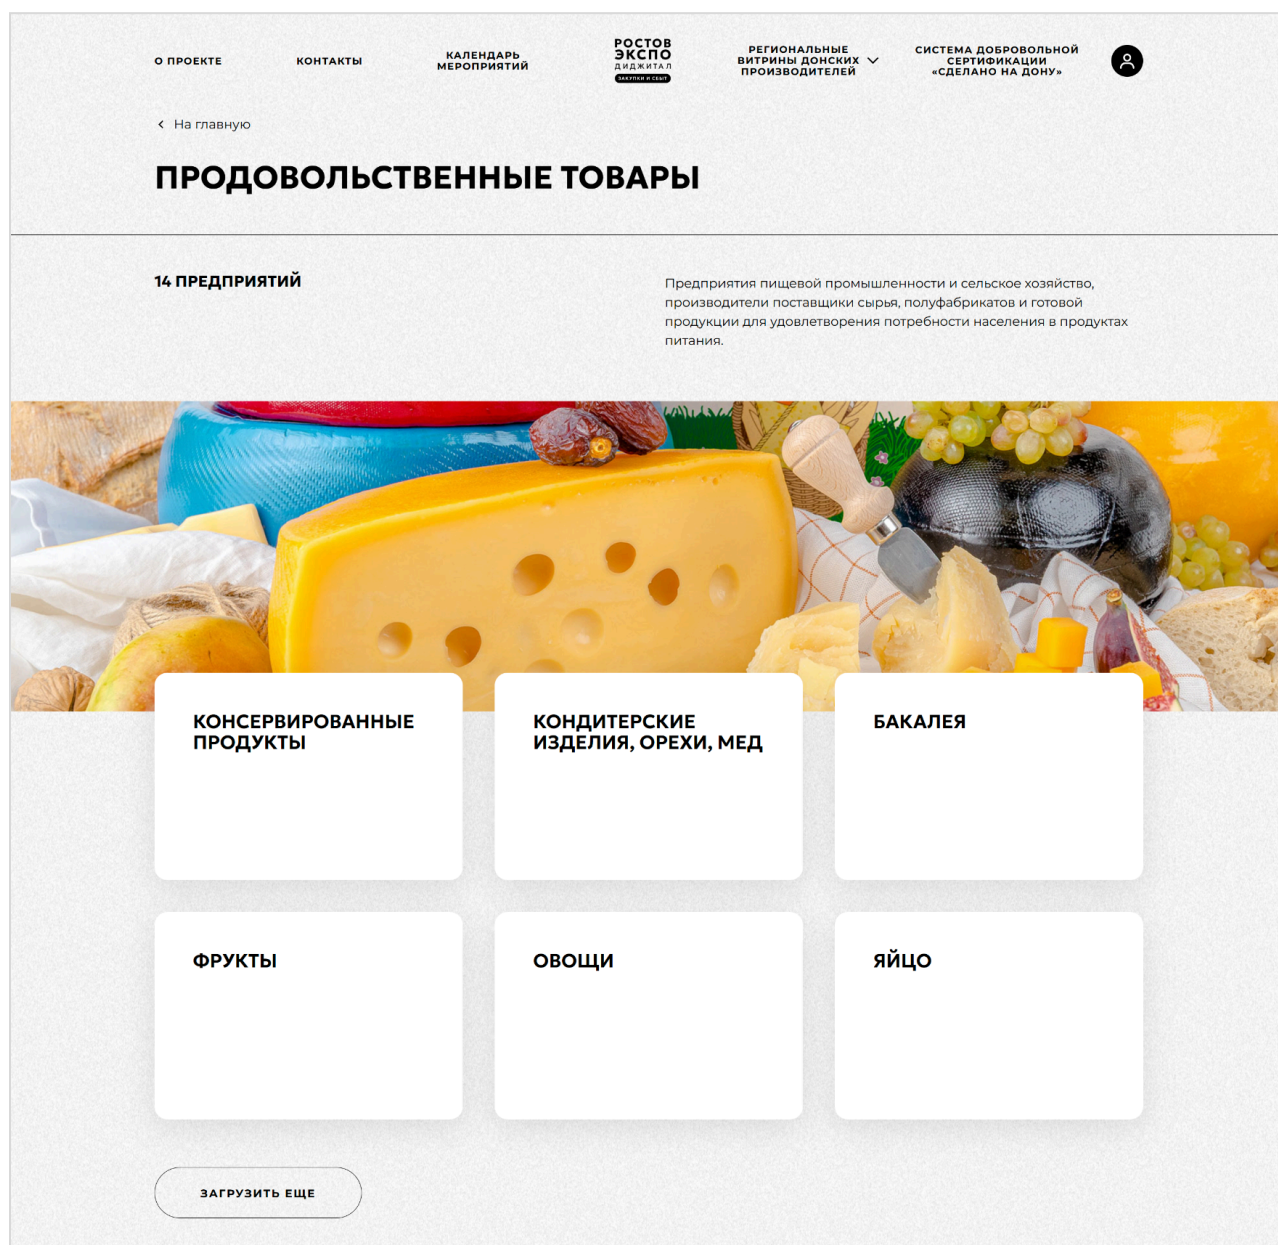 О ПРОЕКТЕ
КОНТАКТЫ
КАЛЕНДАРЬ
МЕРОПРИЯТИЙ
РОСТОВ
ЭКСПО
ДИДЖИТАЛ
ЗАКУПКИ И СБЫТ
РЕГИОНАЛЬНЫЕ
ВИТРИНЫ ДОНСКИХ
ПРОИЗВОДИТЕЛЕЙ
СИСТЕМА ДОБРОВОЛЬНОЙ
СЕРТИФИКАЦИИ
«СДЕЛАНО НА ДОНУ»
На главную
ПРОДОВОЛЬСТВЕННЫЕ ТОВАРЫ
14 ПРЕДПРИЯТИЙ
Предприятия пищевой промышленности и сельское хозяйство,
производители поставщики сырья, полуфабрикатов и готовой
продукции для удовлетворения потребности населения в продуктах
питания.
КОНСЕРВИРОВАННЫЕ
ПРОДУКТЫ
КОНДИТЕРСКИЕ
ИЗДЕЛИЯ, ОРЕХИ, МЕД
БАКАЛЕЯ
ФРУКТЫ
ОВОЩИ
ЯЙЦО
ЗАГРУЗИТЬ ЕЩЕ